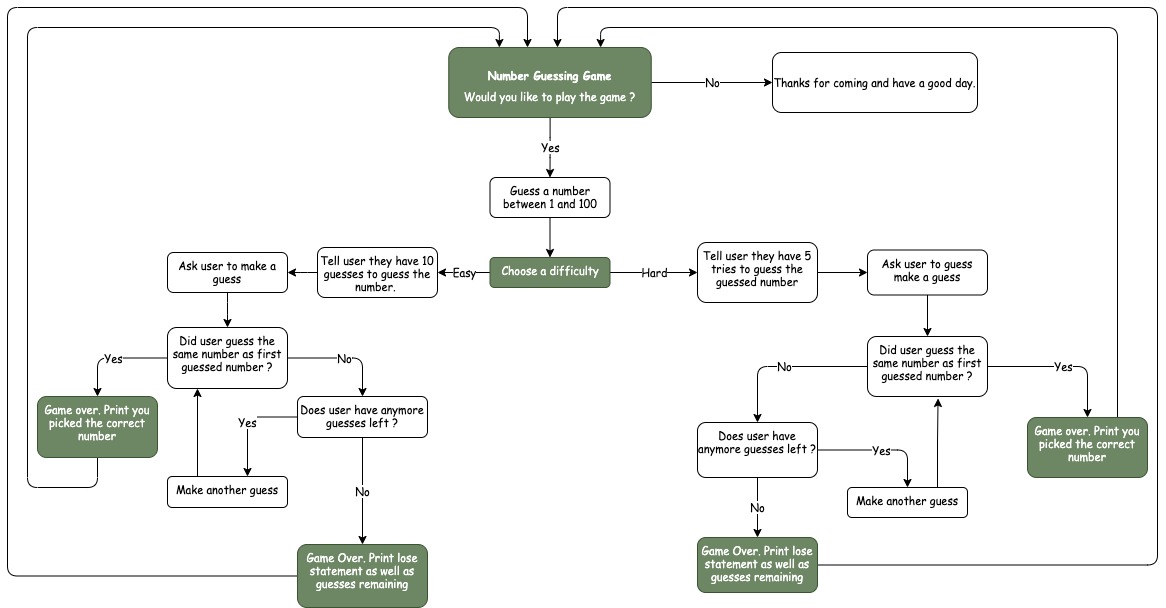 Number Guessing Game
Would you like to play the game ?
No
Thanks for coming and have a good day.
Yes
Guess a number
between 1 and 100
Choose a difficulty
Easy
Tell user they have 10
guesses to guess the
number.
Ask user to make a
guess
Did user guess the
same number as first
guessed number ?
Yes
Game over. Print you
picked the correct
number
No
Does user have anymore
guesses left ?
Yes
Make another guess
No
Game Over. Print lose
statement as well as
guesses remaining
Hard
Tell user they have 5
tries to guess the
guessed number
Ask user to guess
make a guess
Did user guess the
same number as first
guessed number ?
Yes
Game over. Print you
picked the correct
number
No
Does user have
anymore guesses left ?
Yes
Make another guess
No
Game Over. Print lose
statement as well as
guesses remaining